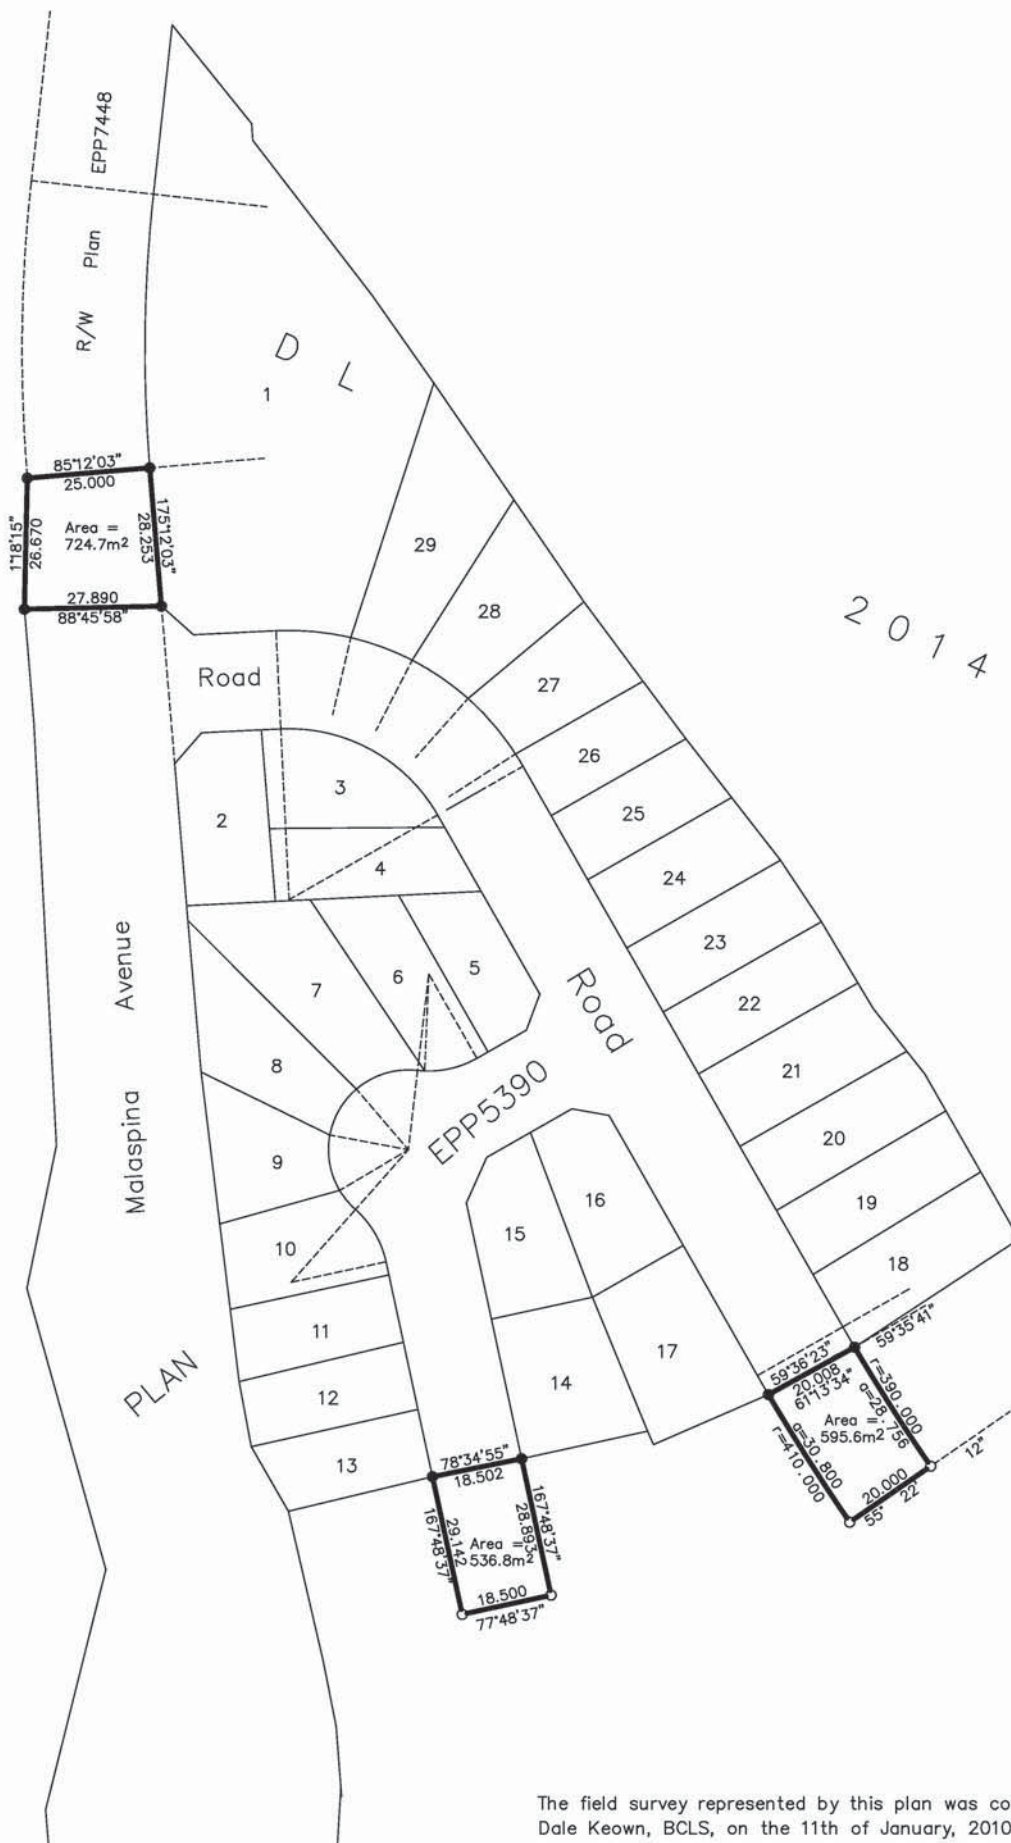 EPP7448
Plan
R/W
D L
1
85°12'03"
25.000
1°18'15"
26.670
Area =
724.7m²
28.253
175°12'03"
27.890
88°45'58"
29
28
2 0 1 4
Road
27
26
3
25
2
4
24
23
Avenue
7
6
5
22
Road
21
8
EPP5390
20
Malaspina
9
19
16
15
10
18
11
17
59°36'23"
59°35'41"
20.008
61°13'34"
r=390.000
a=28.756
PLAN
12
14
Area =
595.6m²
a=30.800
r=410.000
12"
13
78°34'55"
18.502
20.000
55° 22'
167°48'37"
29.142
Area =
536.8m²
28.893
167°48'37"
18.500
77°48'37"
The field survey represented by this plan was co
Dale Keown, BCLS, on the 11th of January, 2010